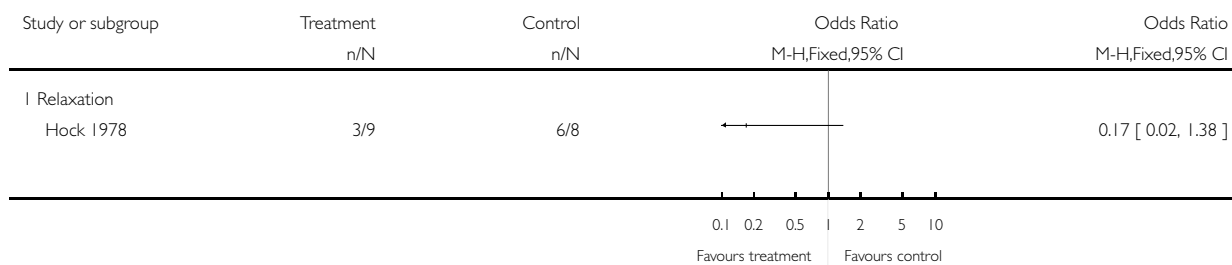 Study or subgroup Treatment Control Odds Ratio Odds Ratio
n/N n/N M-H,Fixed,95% CI M-H,Fixed,95% CI
1 Relaxation
Hock 1978 3/9 6/8 0.17 [ 0.02, 1.38 ]
0.1 0.2 0.5 1 2 5 10
Favours treatment Favours control